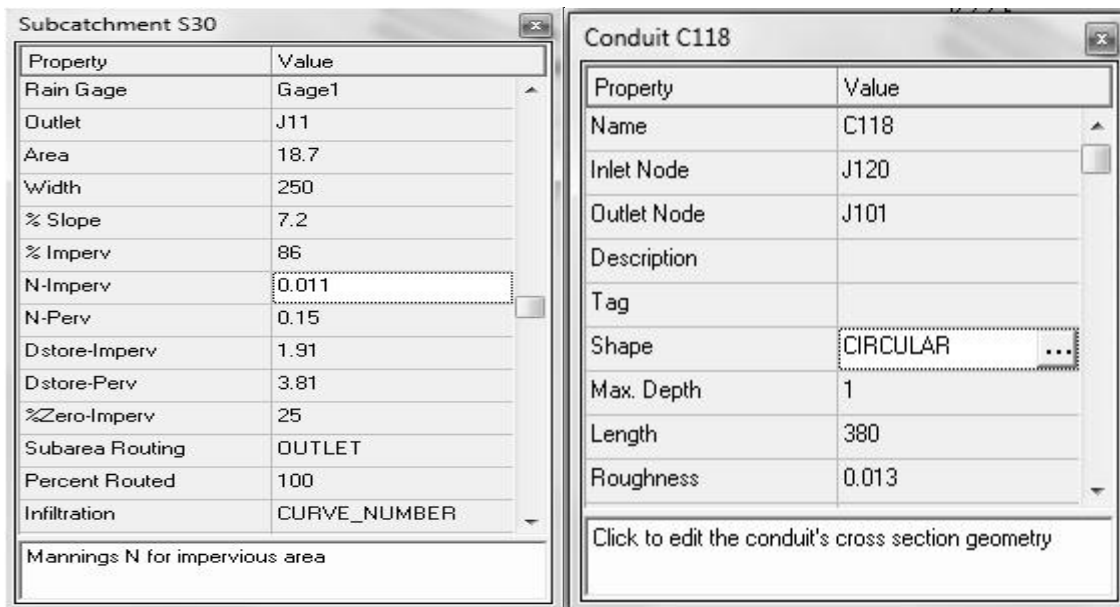 Subcatchment S30
Property Value
Rain Gage Gage1
Outlet J11
Area 18.7
Width 250
% Slope 7.2
% Imperv 86
N-Imperv 0.011
N-Perv 0.15
Dstore-Imperv 1.91
Dstore-Perv 3.81
%Zero-Imperv 25
Subarea Routing OUTLET
Percent Routed 100
Infiltration CURVE_NUMBER
Mannings N for impervious area
Conduit C118
Property Value
Name C118
Inlet Node J120
Outlet Node J101
Description
Tag
Shape CIRCULAR ...
Max. Depth 1
Length 380
Roughness 0.013
Click to edit the conduit's cross section geometry